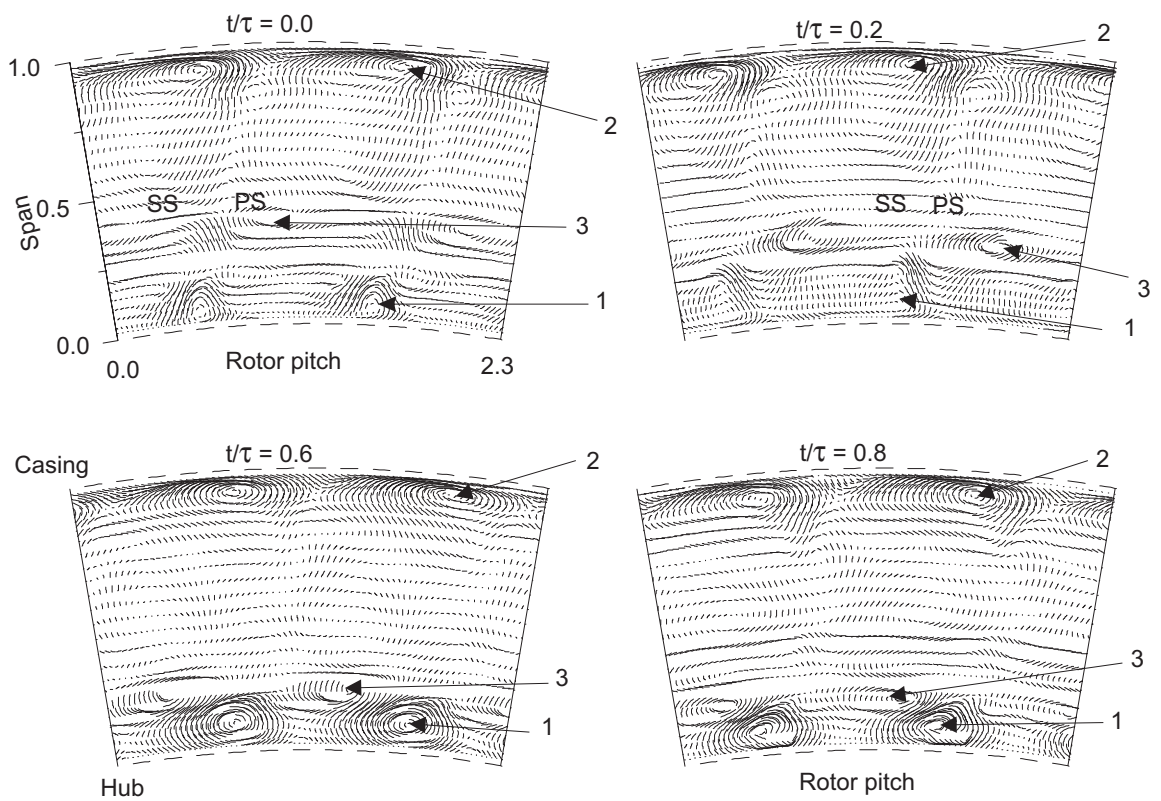 t/τ = 0.0
1.0
2
SS PS
0.5
Span
3
1
0.0
0.0
Rotor pitch
2.3
t/τ = 0.2
2
SS PS
3
1
Casing
t/τ = 0.6
2
3
1
Hub
t/τ = 0.8
2
3
1
Rotor pitch